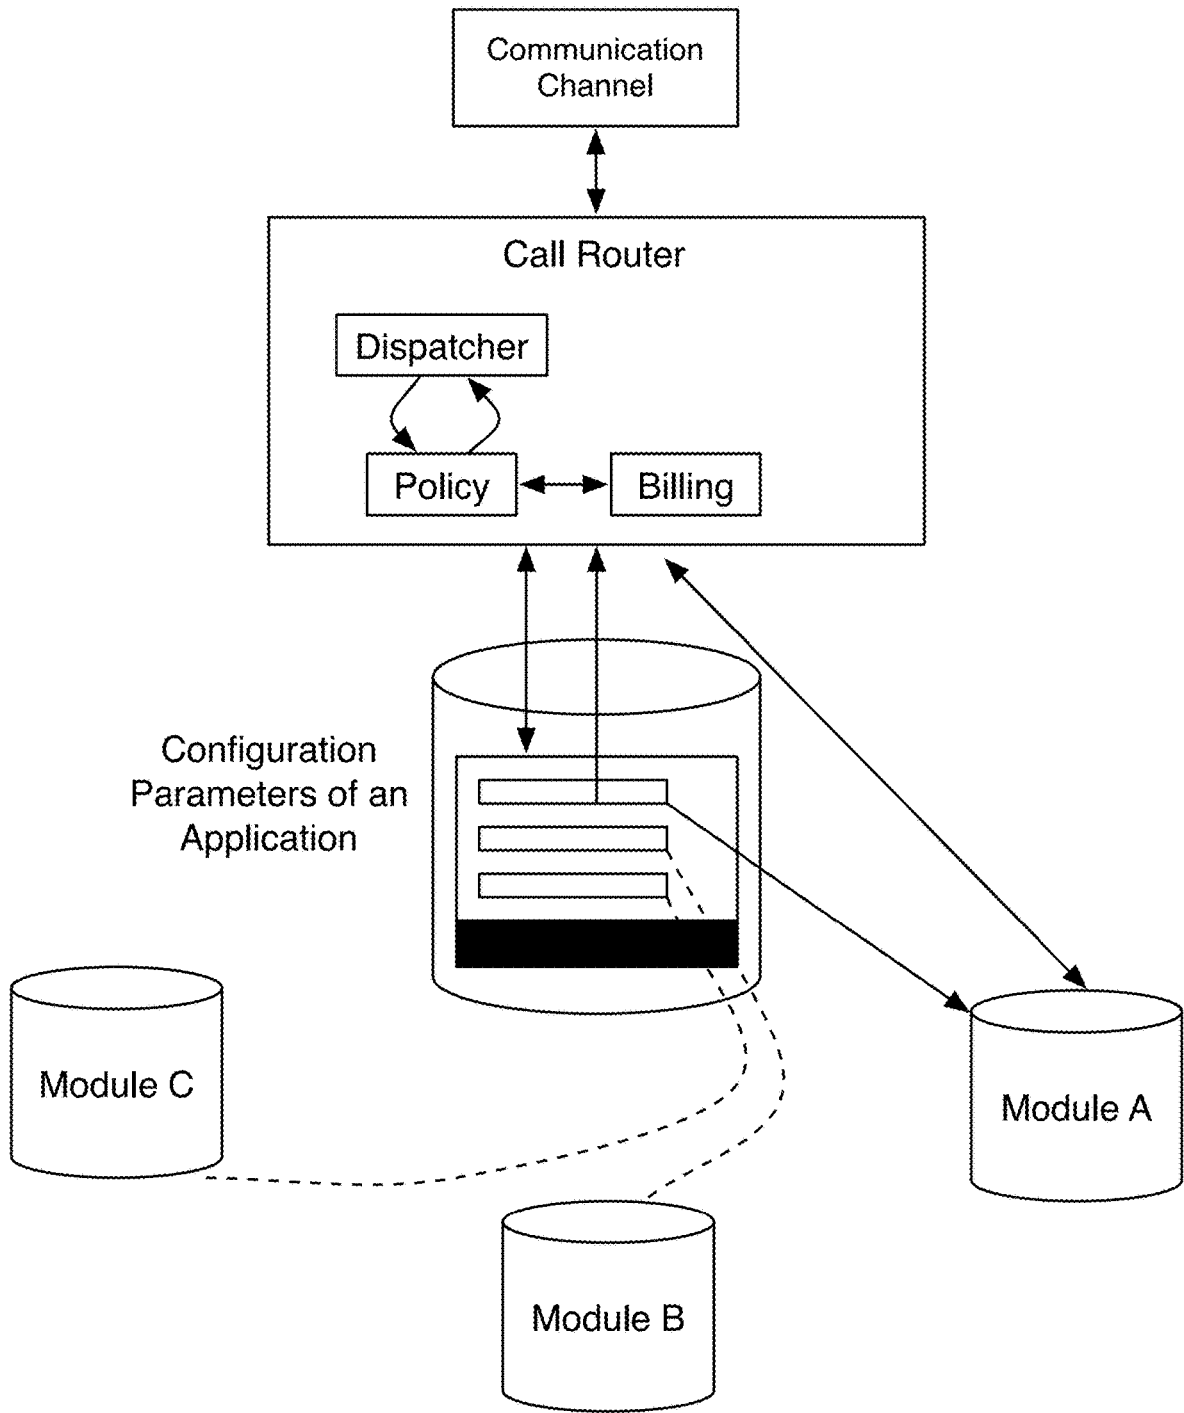 Communication
Channel
Call Router
Dispatcher
Policy
Billing
Configuration
Parameters of an
Application
Module C
Module A
Module B